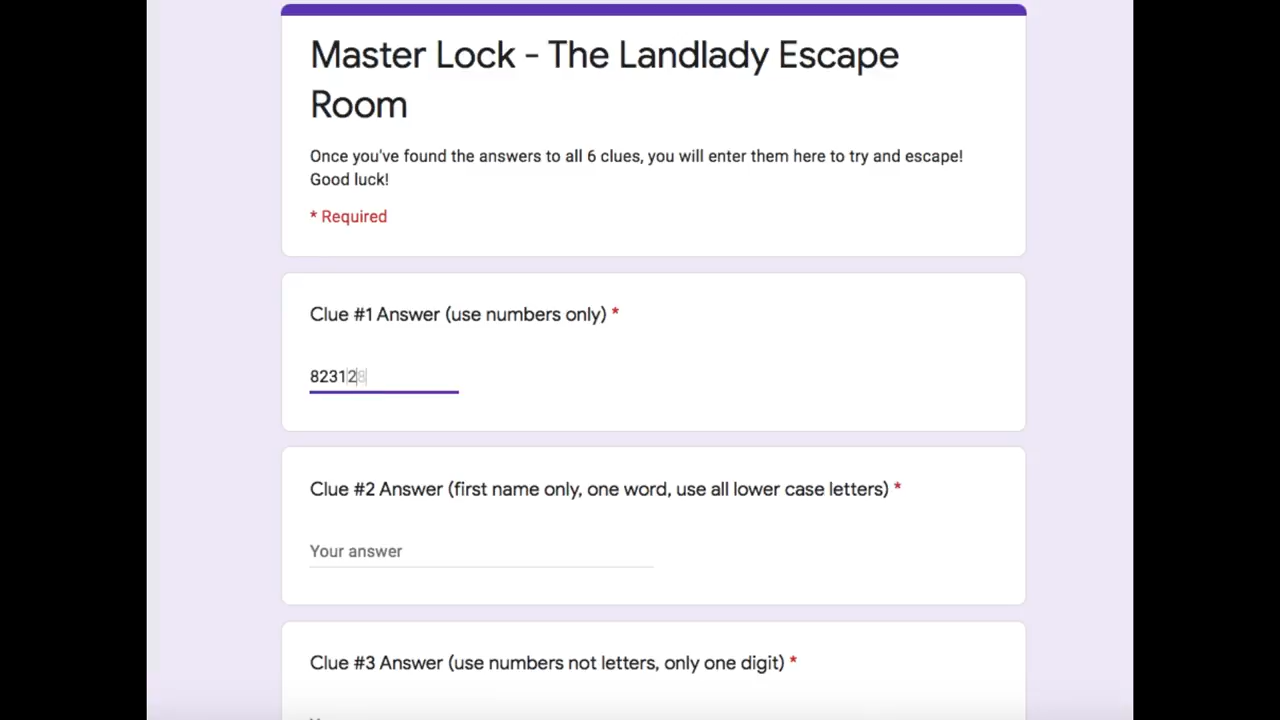 Master Lock - The Landlady Escape
Room
Once you've found the answers to all 6 clues, you will enter them here to try and escape!
Good luck!
* Required
Clue #1 Answer (use numbers only) *
823128
Clue #2 Answer (first name only, one word, use all lower case letters) *
Your answer
Clue #3 Answer (use numbers not letters, only one digit) *